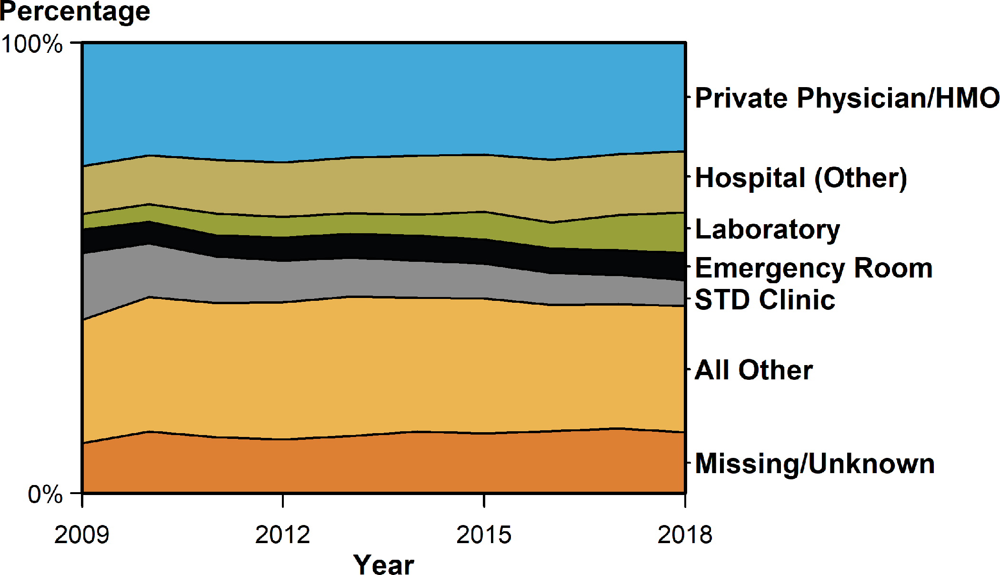 Percentage
100%
Private Physician/HMO
Hospital (Other)
Laboratory
Emergency Room
STD Clinic
All Other
Missing/Unknown
0%
2009 2012 2015 2018
Year